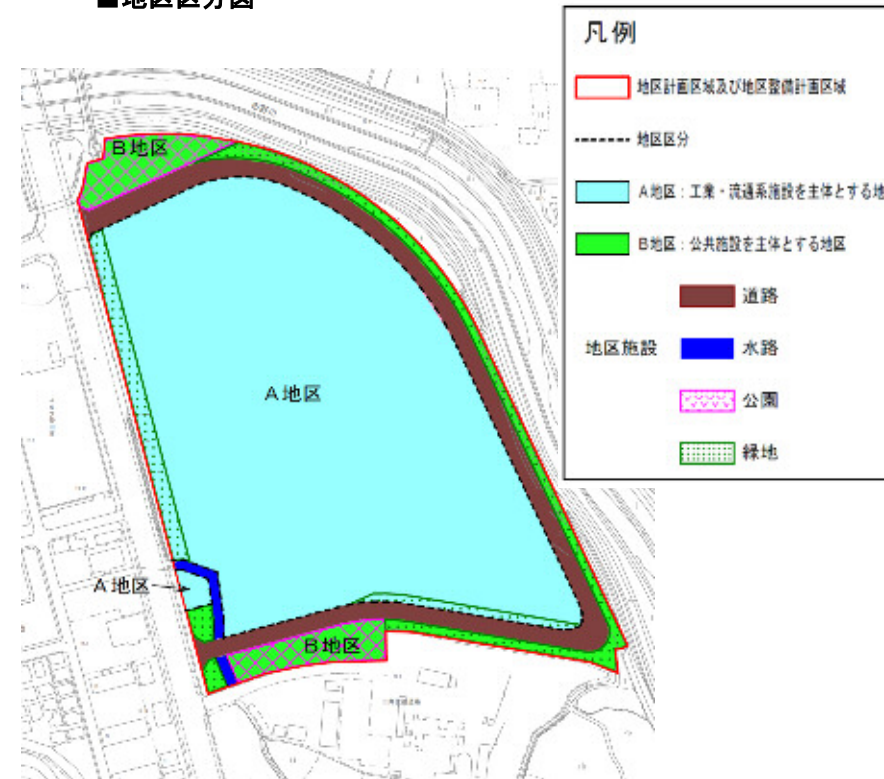 ■地区区分図
凡例
地区計画区域及び地区整備計画区域
地区区分
A地区：工業・流通系施設を主体とする地
B地区：公共施設を主体とする地区
地区施設
道路
水路
公園
緑地
B地区
A地区
A地区
B地区